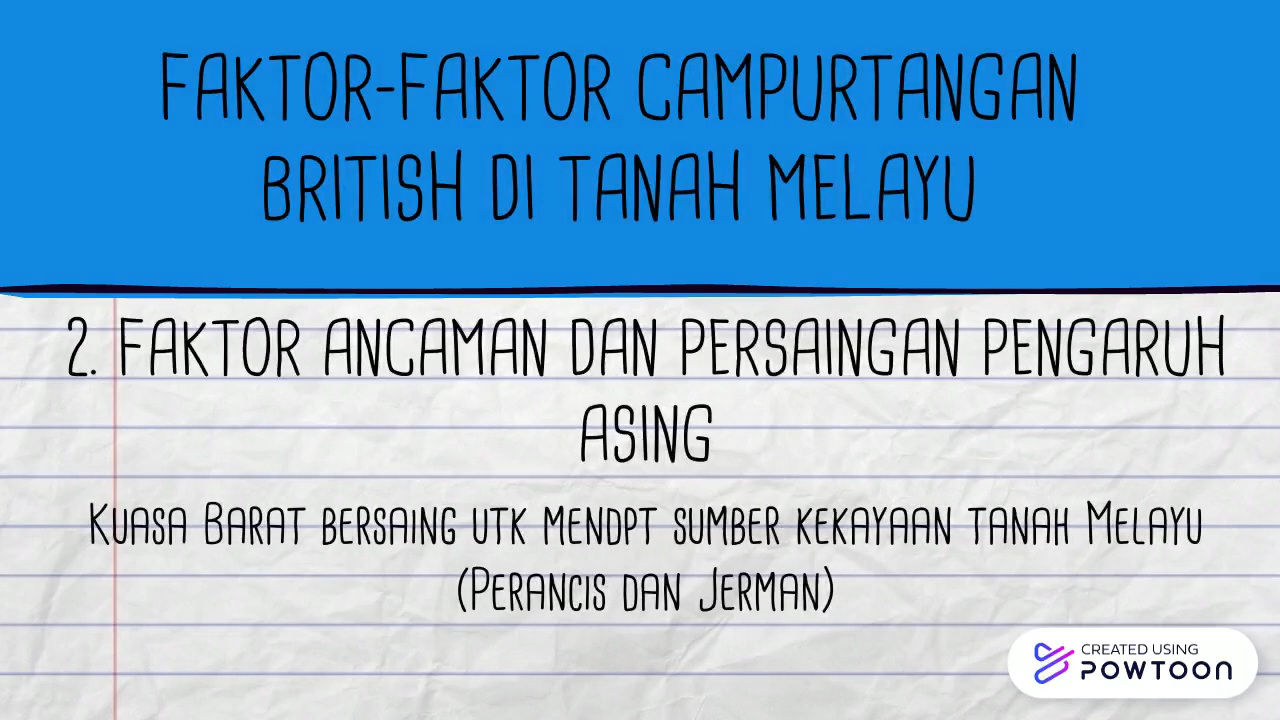 FAKTOR-FAKTOR CAMPURTANGAN
BRITISH DI TANAH MELAYU
2. FAKTOR ANCAMAN DAN PERSAINGAN PENGARUH
ASING
KUASA BARAT BERSAING UTK MENDPT SUMBER KEKAYAAN TANAH MELAYU
(PERANCIS DAN JERMAN)
CREATED USING
POWTOON